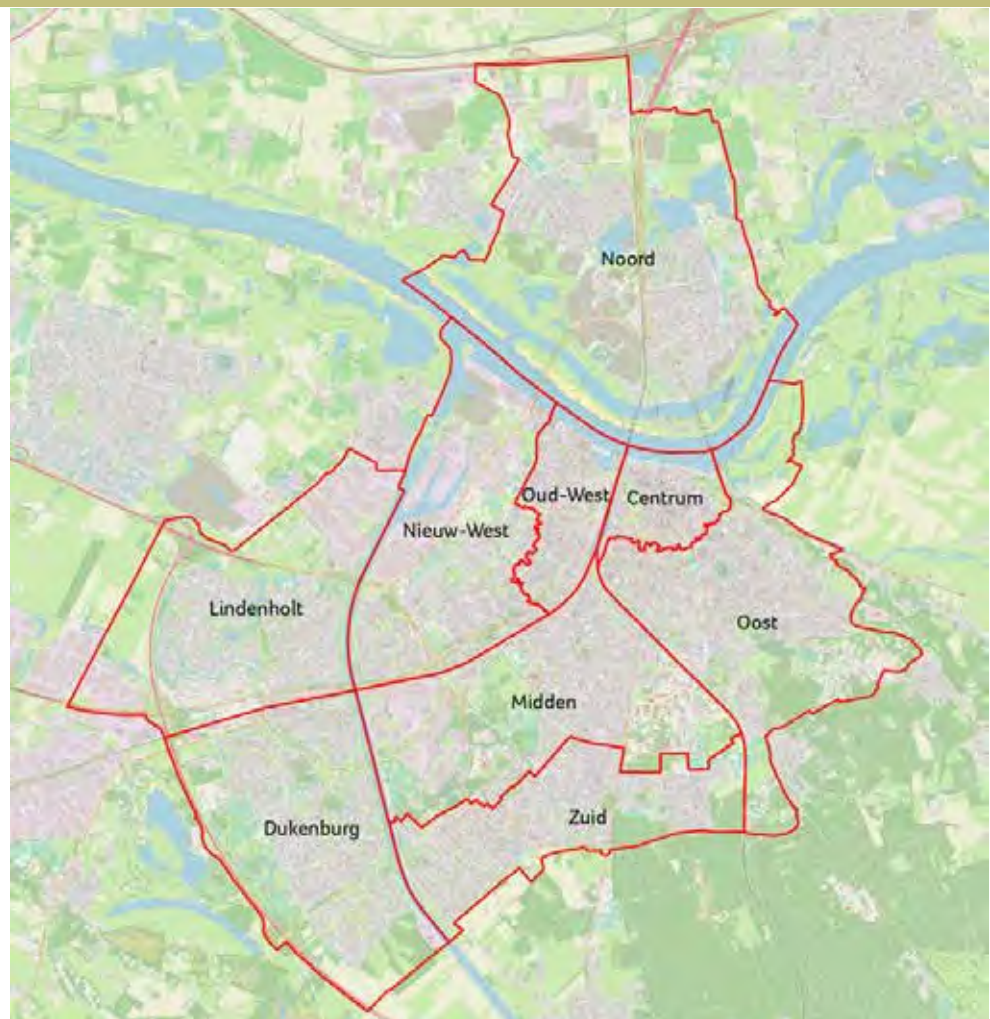 Noord
Oud-West
Centrum
Nieuw-West
Lindenholt
Oost
Midden
Zuid
Dukenburg